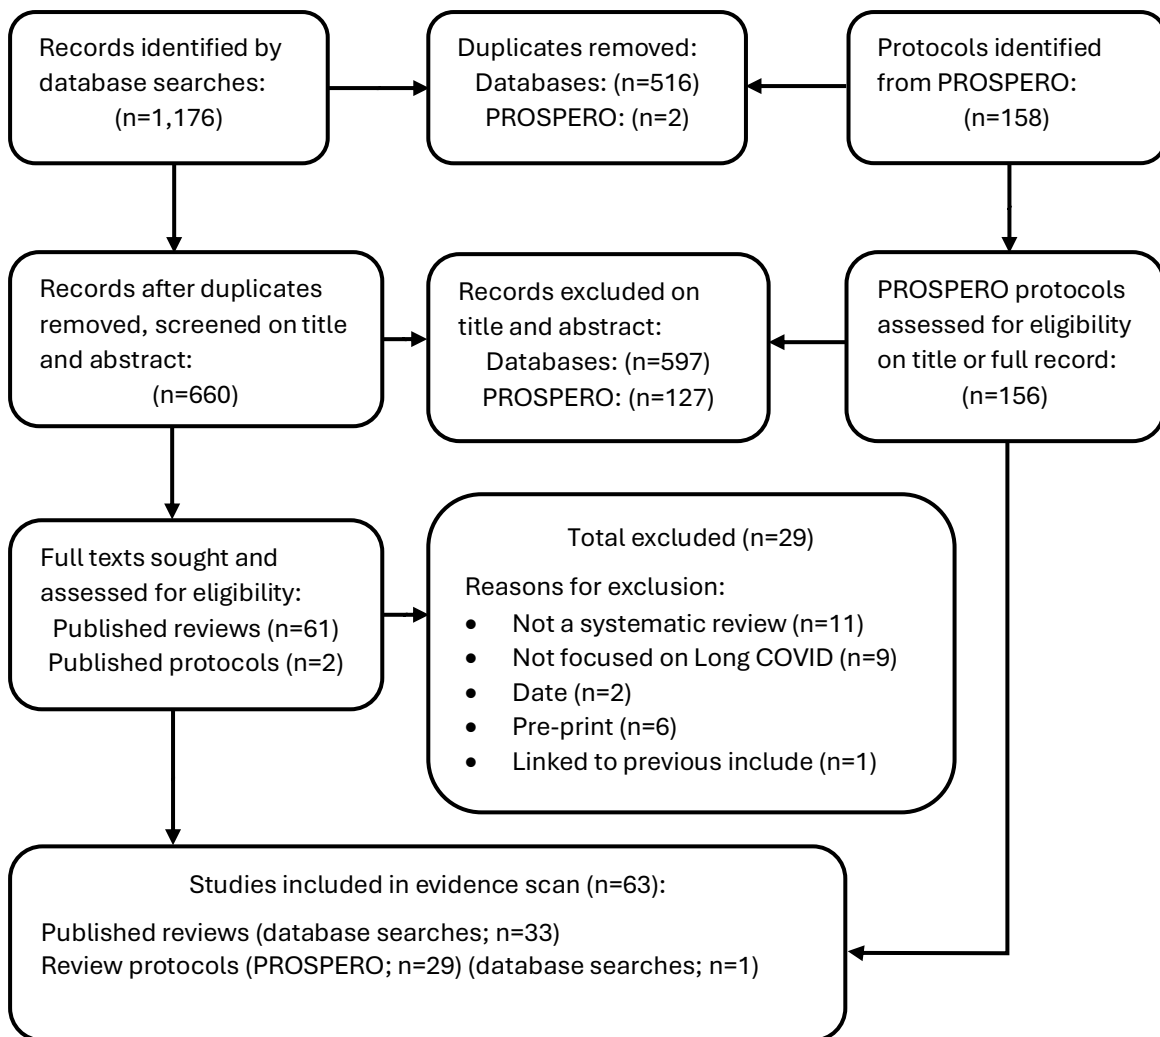 Records identified by
database searches:
(n=1,176)
Duplicates removed:
Databases: (n=516)
PROSPERO: (n=2)
Protocols identified
from PROSPERO:
(n=158)
Records after duplicates
removed, screened on title
and abstract:
(n=660)
Records excluded on
title and abstract:
Databases: (n=597)
PROSPERO: (n=127)
PROSPERO protocols
assessed for eligibility
on title or full record:
(n=156)
Full texts sought and
assessed for eligibility:
Published reviews (n=61)
Published protocols (n=2)
Total excluded (n=29)
Reasons for exclusion:
• Not a systematic review (n=11)
• Not focused on Long COVID (n=9)
• Date (n=2)
• Pre-print (n=6)
• Linked to previous include (n=1)
Studies included in evidence scan (n=63):
Published reviews (database searches; n=33)
Review protocols (PROSPERO; n=29) (database searches; n=1)